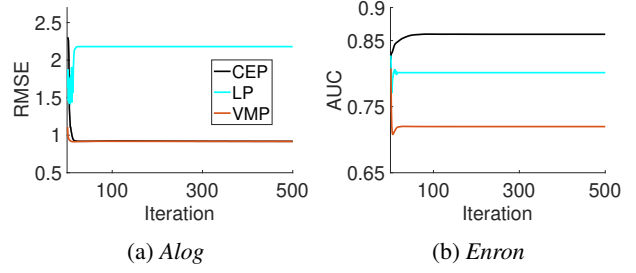 2.5
2
1.5
1
0.5
RMSE
CEP
LP
VMP
100
300
500
Iteration
(a) Alog
0.85
0.9
0.75
0.65
AUC
100
300
500
Iteration
(b) Enron